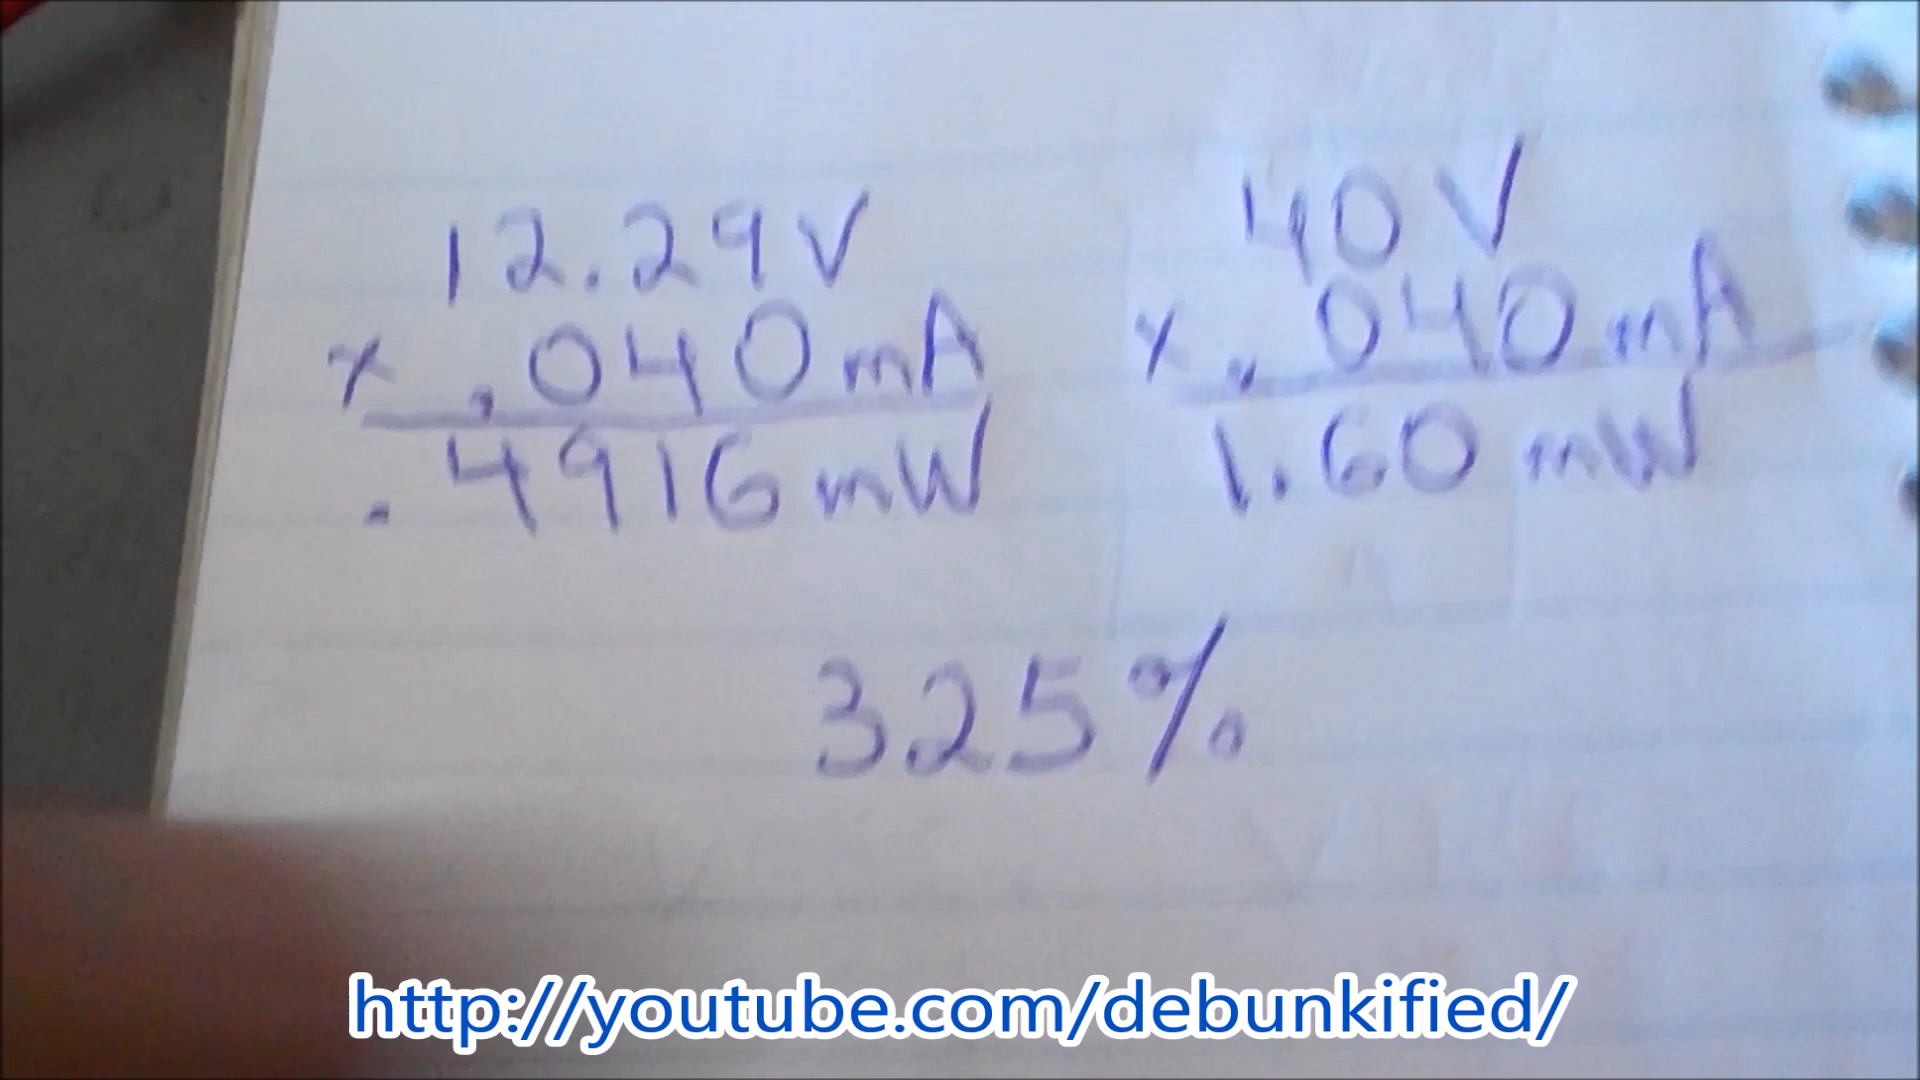 12.29V
x .040mA
.4916mW
40V
x .040mA
1.60mW
325%
http://youtube.com/debunkified/